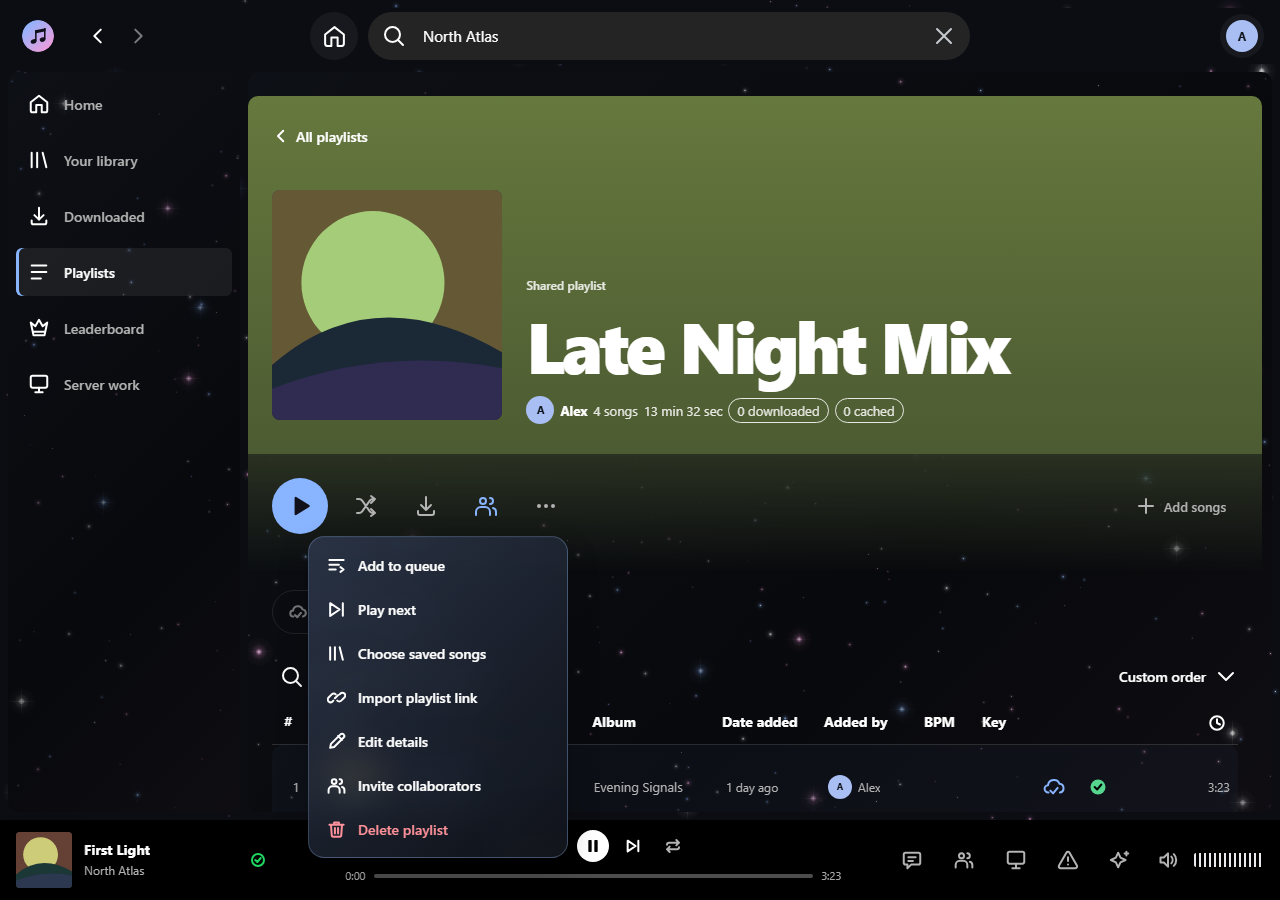 North Atlas
A
Home
Your library
Downloaded
Playlists
Leaderboard
Server work
All playlists
Shared playlist
Late Night Mix
A Alex 4 songs 13 min 32 sec 0 downloaded 0 cached
Add songs
Add to queue
Play next
Choose saved songs
Import playlist link
Edit details
Invite collaborators
Delete playlist
Custom order
# Album Date added Added by BPM Key
1 Evening Signals 1 day ago A Alex 3:23
First Light
North Atlas
0:00 3:23